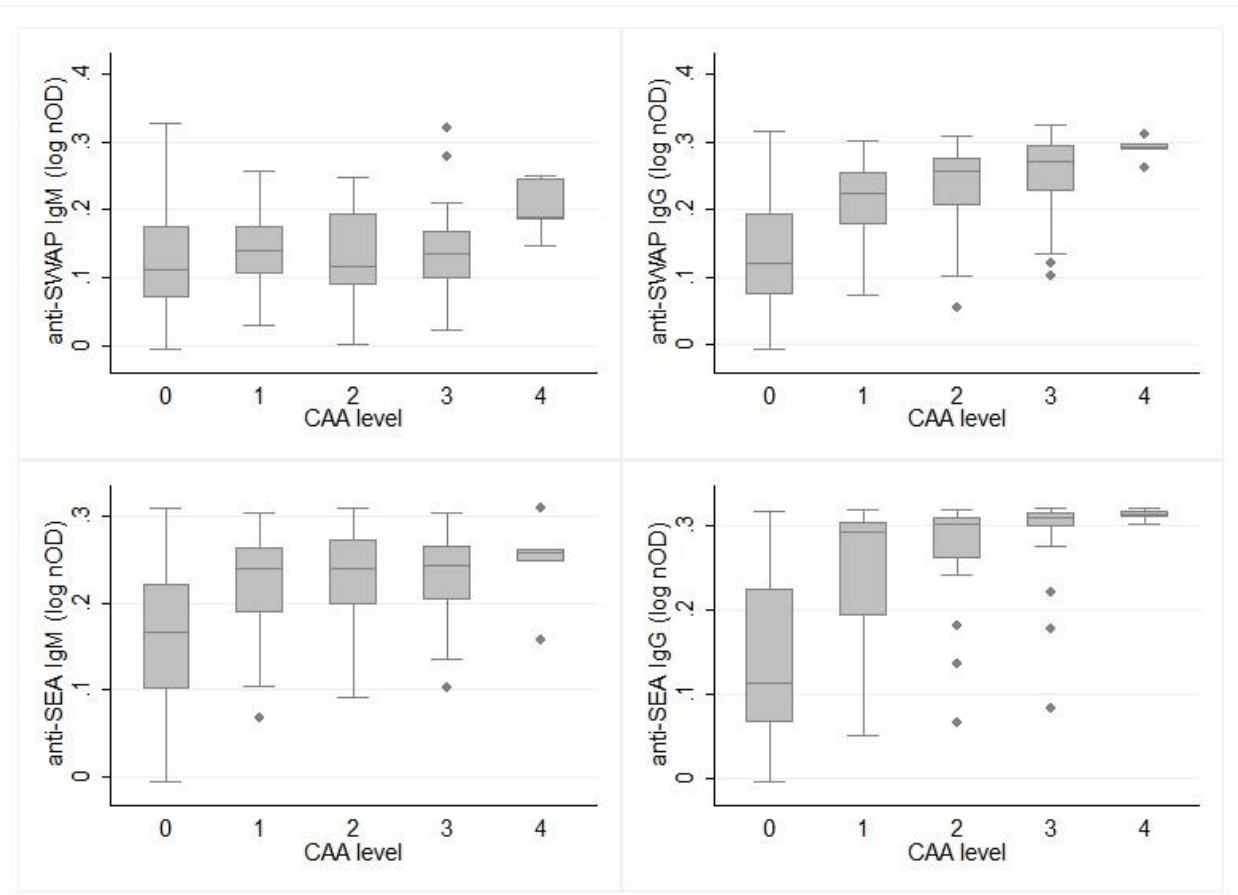 anti-SWAP IgM (log nOD)
.4
.3
.2
.1
0
0 1 2 3 4
CAA level
anti-SWAP IgG (log nOD)
.4
.3
.2
.1
0
0 1 2 3 4
CAA level
anti-SEA IgM (log nOD)
.3
.2
.1
0
0 1 2 3 4
CAA level
anti-SEA IgG (log nOD)
.3
.2
.1
0
0 1 2 3 4
CAA level